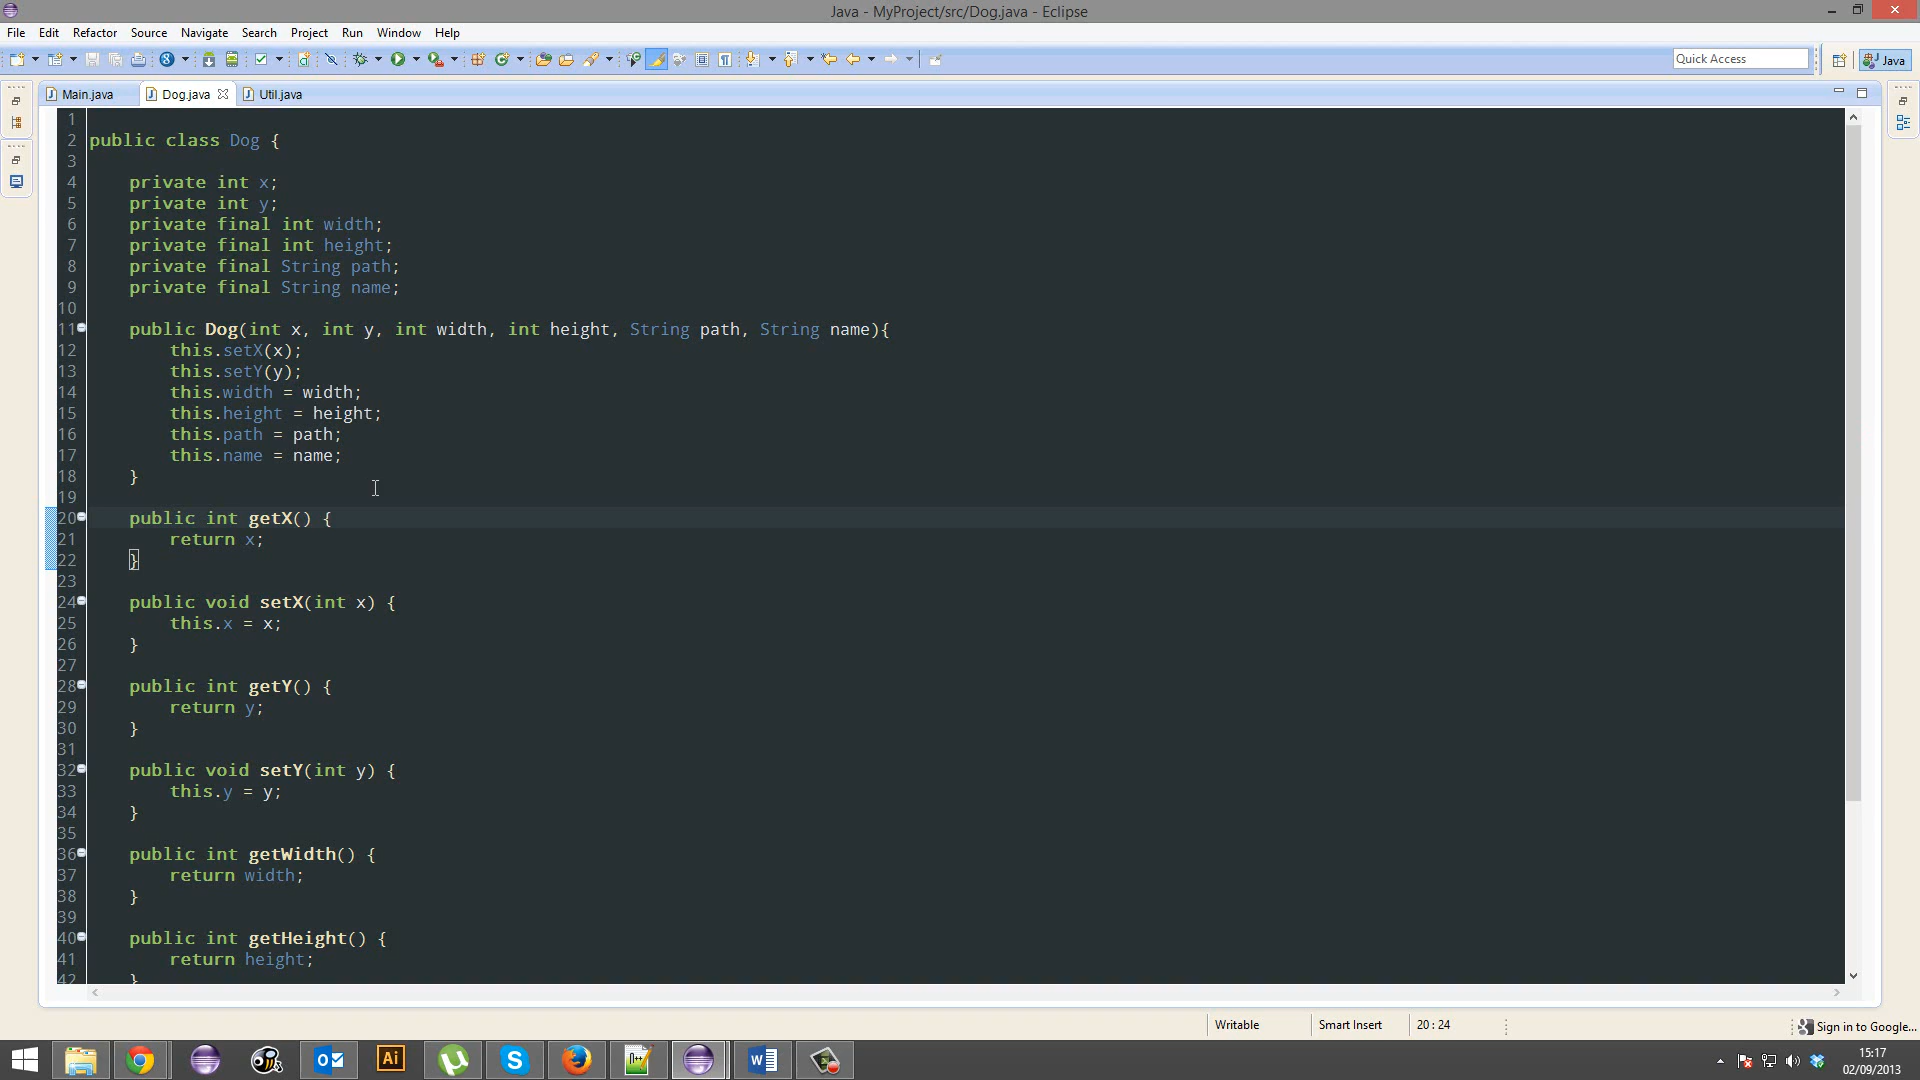 Java - MyProject/src/Dog.java - Eclipse
File Edit Refactor Source Navigate Search Project Run Window Help
Quick Access
Java
Main.java Dog.java Util.java
1
2 public class Dog {
3
4 private int x;
5 private int y;
6 private final int width;
7 private final int height;
8 private final String path;
9 private final String name;
10
11 public Dog(int x, int y, int width, int height, String path, String name){
12 this.setX(x);
13 this.setY(y);
14 this.width = width;
15 this.height = height;
16 this.path = path;
17 this.name = name;
18 }
19
20 public int getX() {
21 return x;
22 }
23
24 public void setX(int x) {
25 this.x = x;
26 }
27
28 public int getY() {
29 return y;
30 }
31
32 public void setY(int y) {
33 this.y = y;
34 }
35
36 public int getWidth() {
37 return width;
38 }
39
40 public int getHeight() {
41 return height;
42 }
Writable Smart Insert 20 : 24
Sign in to Google...
Ai
15:17
02/09/2013